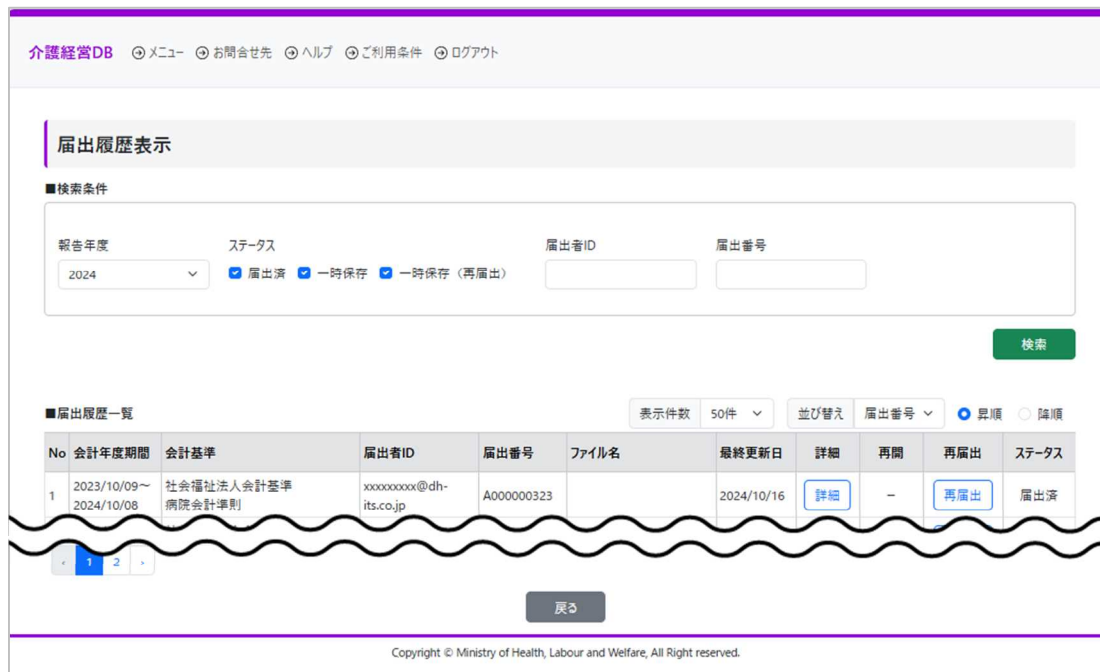 介護経営DB メニュー お問合せ先 ヘルプ ご利用条件 ログアウト
届出履歴表示
■検索条件
報告年度 ステータス 届出者ID 届出番号
2024 届出済 一時保存 一時保存（再届出）
検索
■届出履歴一覧 表示件数 50件 並び替え 届出番号 昇順 降順
No 会計年度期間 会計基準 届出者ID 届出番号 ファイル名 最終更新日 詳細 再開 再届出 ステータス
1 2023/10/09～ 社会福祉法人会計基準 xxxxxxxxx@dh- A000000323 2024/10/16 詳細 － 再届出 届出済
2024/10/08 病院会計準則 its.co.jp
‹ 1 2 ›
戻る
Copyright © Ministry of Health, Labour and Welfare, All Right reserved.